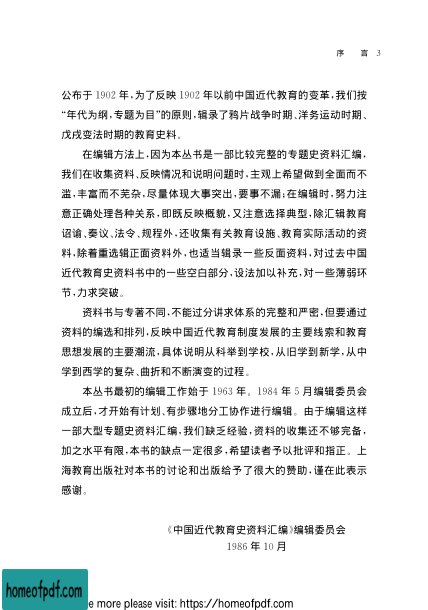 序　言　3
公布于 1902 年，为了反映 1902 年以前中国近代教育的变革，我们按
“年代为纲，专题为目”的原则，辑录了鸦片战争时期、洋务运动时期、
戊戌变法时期的教育史料。
在编辑方法上，因为本丛书是一部比较完整的专题史资料汇编，
我们在收集资料、反映情况和说明问题时，主观上希望做到全面而不
滥，丰富而不芜杂，尽量体现大事突出，要事不漏；在编辑时，努力注
意正确处理各种关系，即既反映概貌，又注意选择典型，除汇辑教育
诏谕、奏议、法令、规程外，还收集有关教育设施、教育实际活动的资
料，除着重选辑正面资料外，也适当辑录一些反面资料，对过去中国
近代教育史资料书中的一些空白部分，设法加以补充，对一些薄弱环
节，力求突破。
资料书与专著不同，不能过分讲求体系的完整和严密，但要通过
资料的编选和排列，反映中国近代教育制度发展的主要线索和教育
思想发展的主要潮流，具体说明从科举到学校，从旧学到新学，从中
学到西学的复杂、曲折和不断演变的过程。
本丛书最初的编辑工作始于 1963 年。1984 年 5 月编辑委员会
成立后，才开始有计划、有步骤地分工协作进行编辑。由于编辑这样
一部大型专题史资料汇编，我们缺乏经验，资料的收集还不够完备，
加之水平有限，本书的缺点一定很多，希望读者予以批评和指正。上
海教育出版社对本书的讨论和出版给予了很大的赞助，谨在此表示
感谢。
《中国近代教育史资料汇编》编辑委员会
1986 年 10 月
homeofpdf.com
e more please visit: https://homeofpdf.com